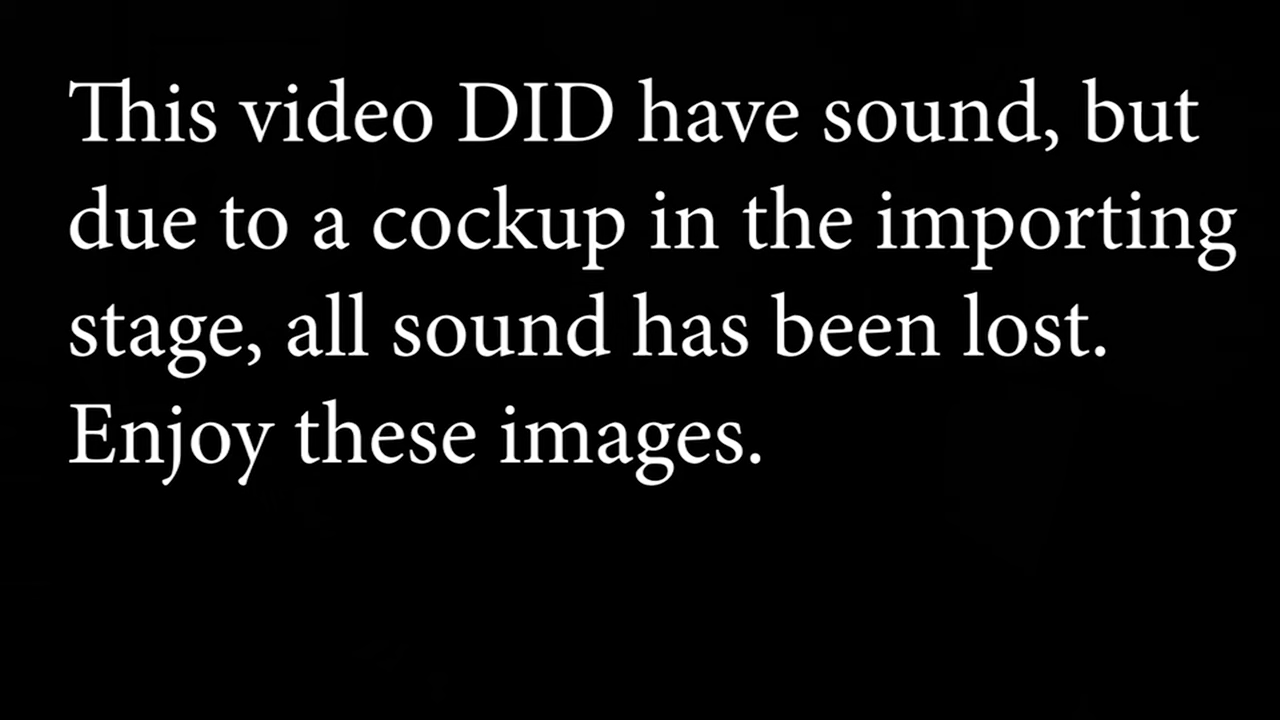 This video DID have sound, but
due to a cockup in the importing
stage, all sound has been lost.
Enjoy these images.